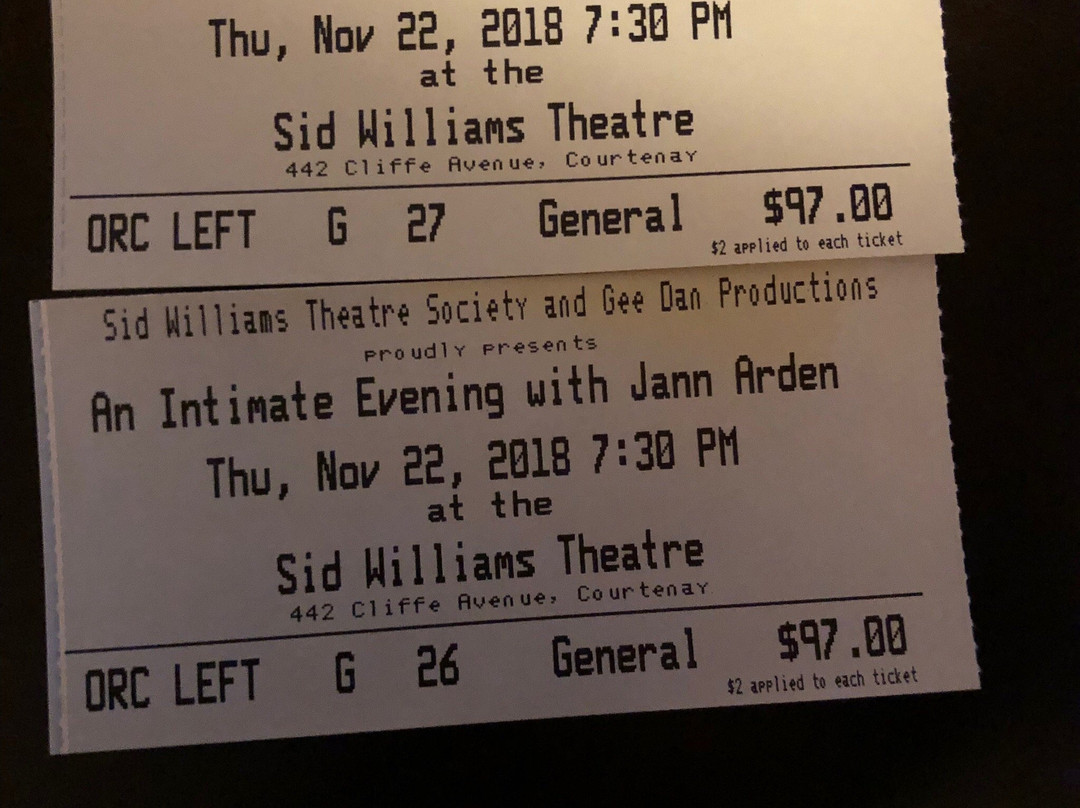 Thu, Nov 22, 2018 7:30 PM
at the
Sid Williams Theatre
442 Cliffe Avenue, Courtenay
ORC LEFT G 27 General $97.00
$2 applied to each ticket
Sid Williams Theatre Society and Gee Dan Productions
proudly presents
An Intimate Evening with Jann Arden
Thu, Nov 22, 2018 7:30 PM
at the
Sid Williams Theatre
442 Cliffe Avenue, Courtenay
ORC LEFT G 26 General $97.00
$2 applied to each ticket